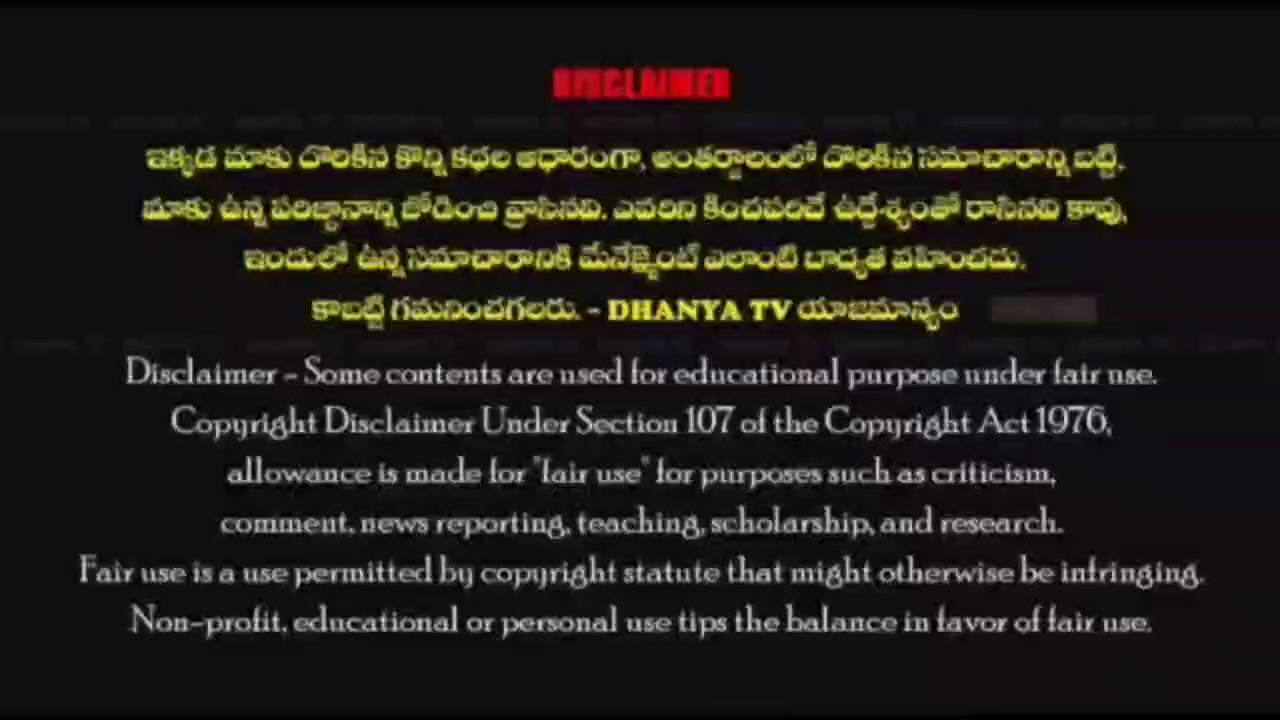 DISCLAIMER
ఇక్కడ మాకు దొరికిన కొన్ని కథల ఆధారంగా, అంతర్జాలంలో దొరికిన సమాచారాన్ని బట్టి,
మాకు ఉన్న పరిజ్ఞానాన్ని జోడించి వ్రాసినవి. ఎవరిని కించపరిచే ఉద్దేశ్యంతో రాసినవి కావు,
ఇందులో ఉన్న సమాచారానికి మేనేజ్మెంట్ ఎలాంటి బాధ్యత వహించదు.
కాబట్టి గమనించగలరు. - DHANYA TV యాజమాన్యం
Disclaimer - Some contents are used for educational purpose under fair use.
Copyright Disclaimer Under Section 107 of the Copyright Act 1976,
allowance is made for "fair use" for purposes such as criticism,
comment, news reporting, teaching, scholarship, and research.
Fair use is a use permitted by copyright statute that might otherwise be infringing.
Non-profit, educational or personal use tips the balance in favor of fair use.